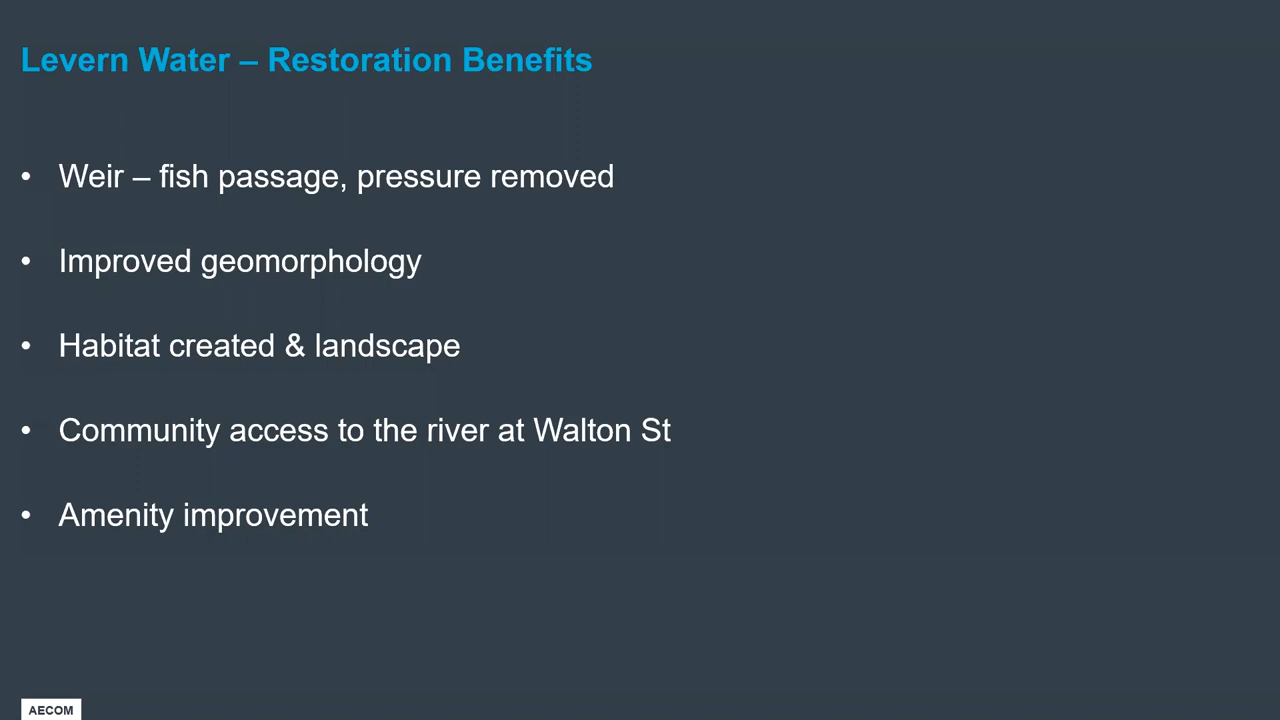 Levern Water – Restoration Benefits
• Weir – fish passage, pressure removed
• Improved geomorphology
• Habitat created & landscape
• Community access to the river at Walton St
• Amenity improvement
AECOM